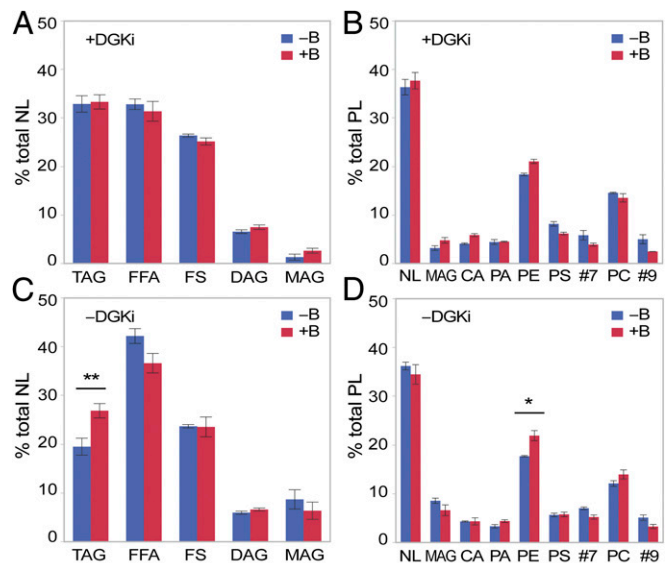 A
+DGKi
–B
+B
% total NL
50
40
30
20
10
0
TAG FFA FS DAG MAG
B
+DGKi
–B
+B
% total PL
50
40
30
20
10
0
NL MAG CA PA PE PS #7 PC #9
C
–DGKi
–B
+B
% total NL
50
40
30
20
10
0
**
TAG FFA FS DAG MAG
D
–DGKi
–B
+B
% total PL
50
40
30
20
10
0
*
NL MAG CA PA PE PS #7 PC #9